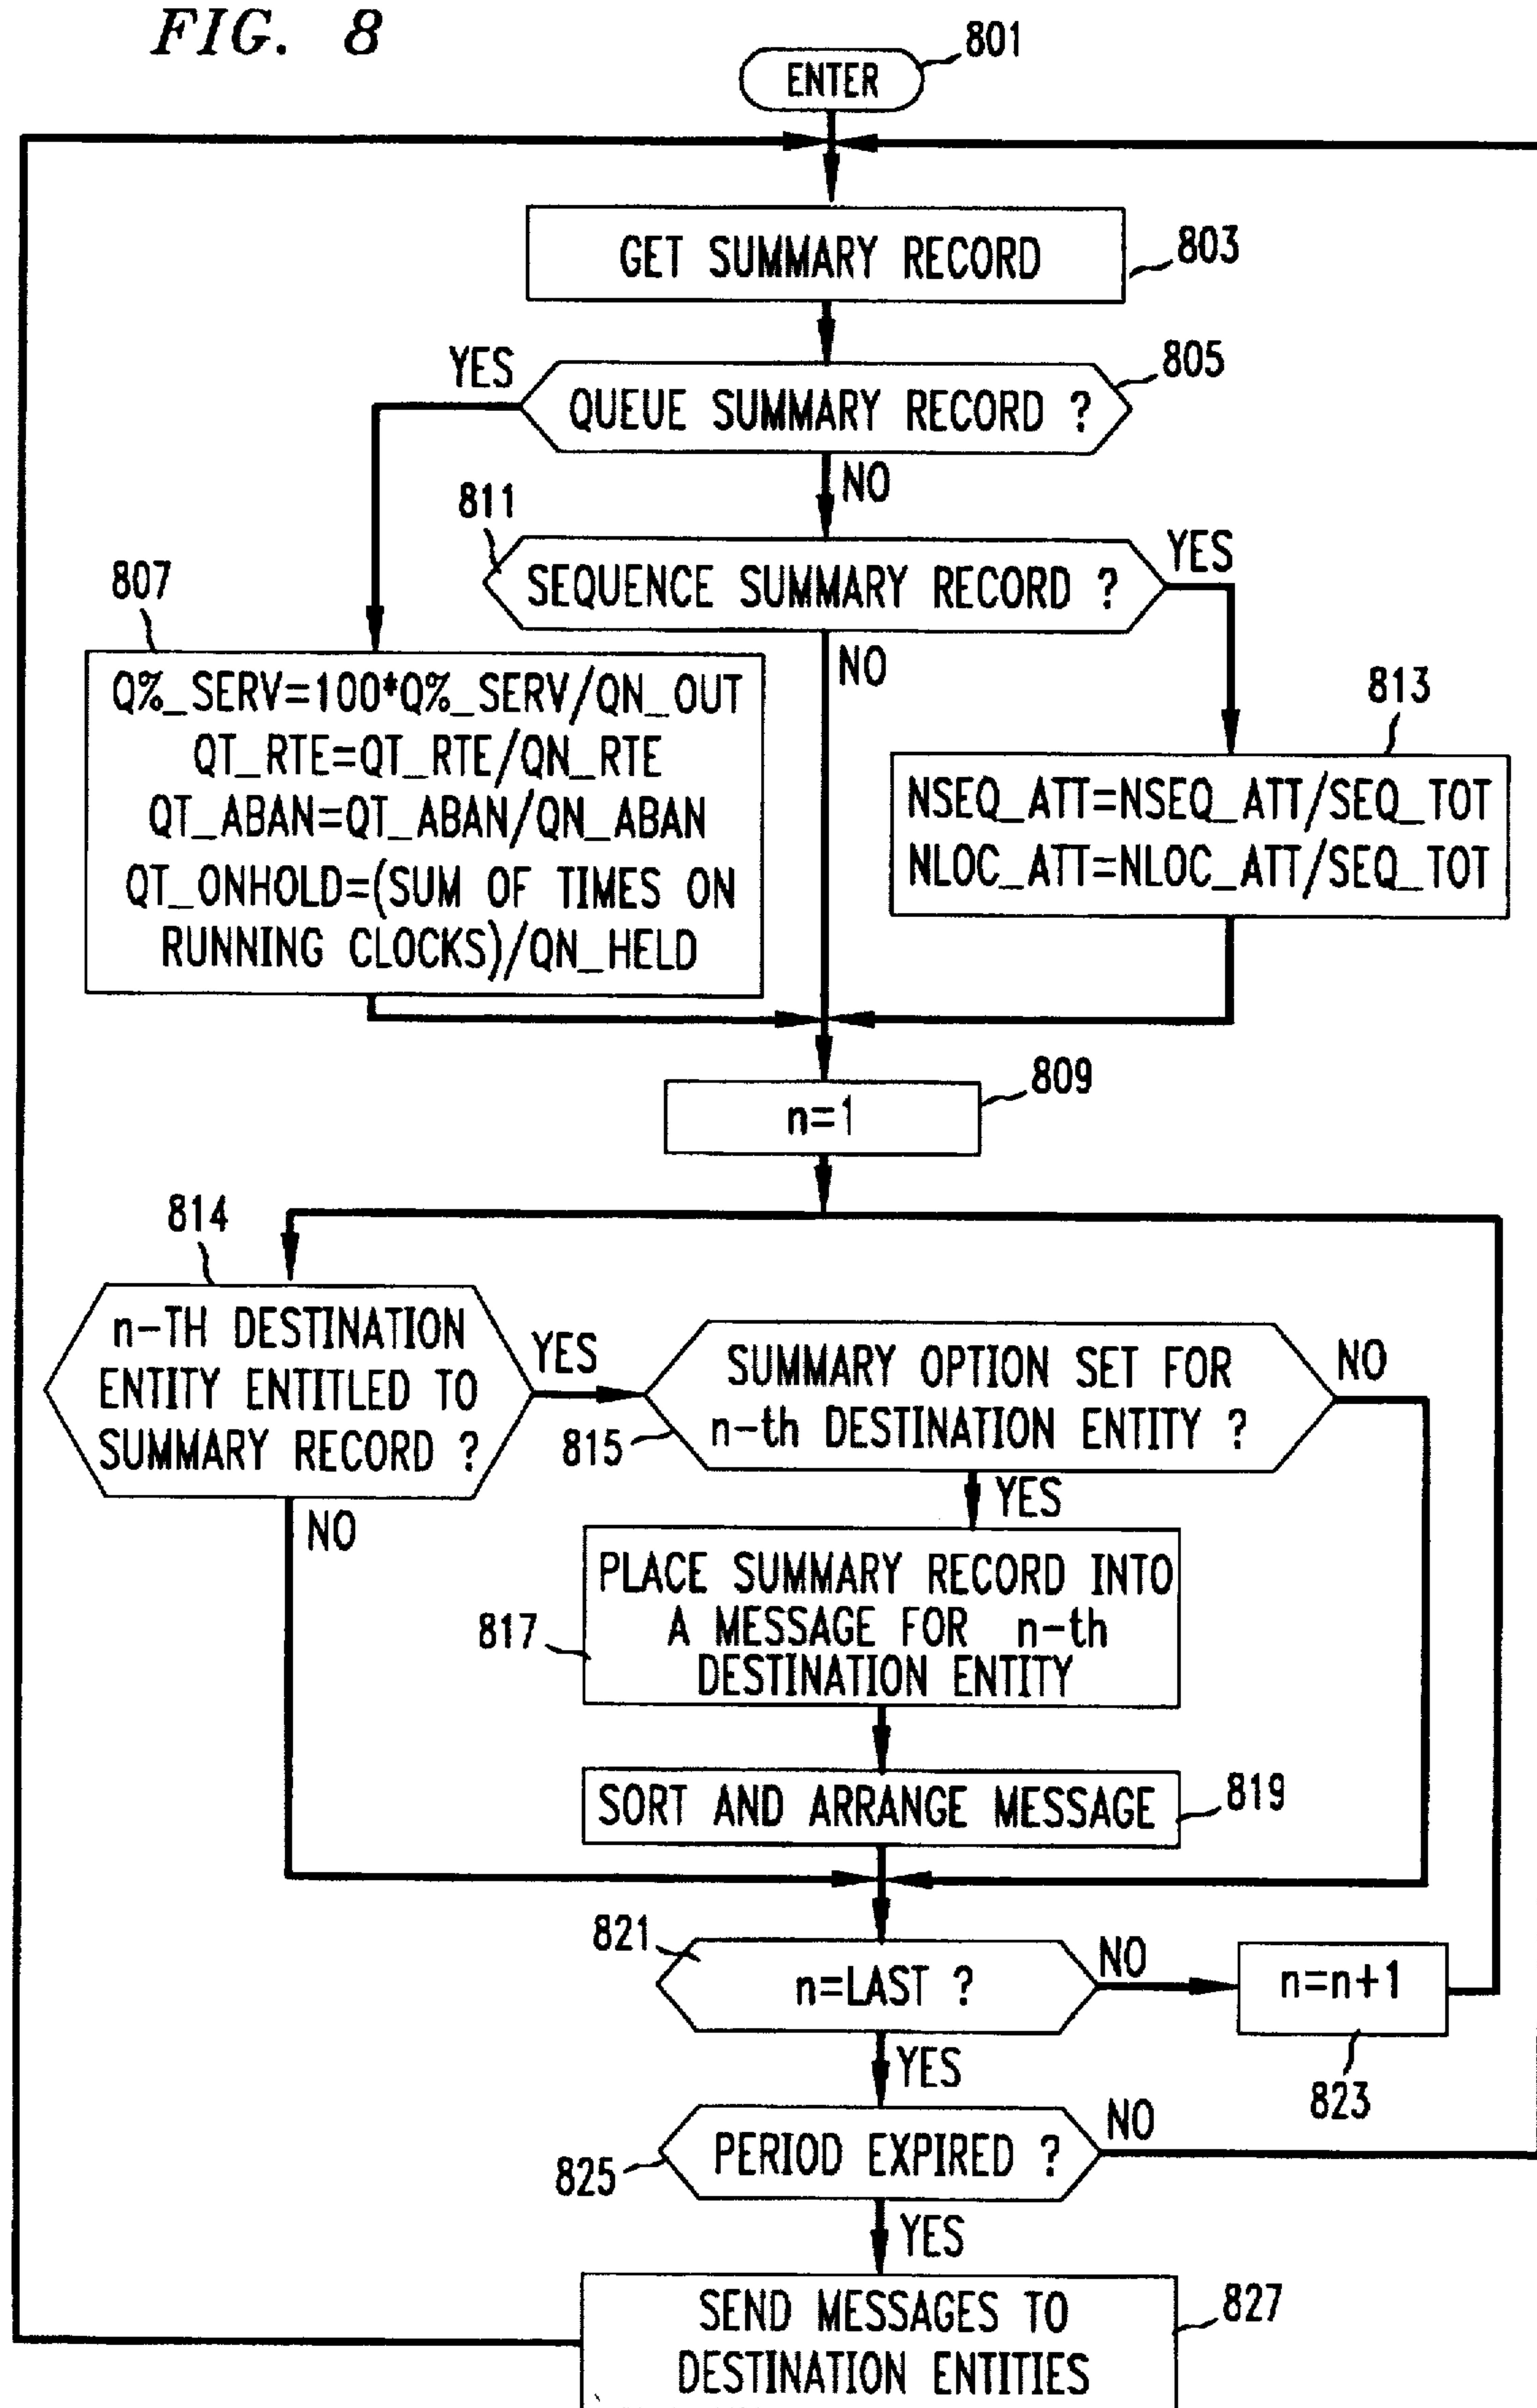 FIG. 8
801
ENTER
GET SUMMARY RECORD
803
YES
805
QUEUE SUMMARY RECORD ?
NO
811
YES
SEQUENCE SUMMARY RECORD ?
807
NO
813
Q%_SERV=100*Q%_SERV/QN_OUT
QT_RTE=QT_RTE/QN_RTE
QT_ABAN=QT_ABAN/QN_ABAN
QT_ONHOLD=(SUM OF TIMES ON
RUNNING CLOCKS)/QN_HELD
NSEQ_ATT=NSEQ_ATT/SEQ_TOT
NLOC_ATT=NLOC_ATT/SEQ_TOT
809
n=1
814
n-TH DESTINATION
ENTITY ENTITLED TO
SUMMARY RECORD ?
YES
NO
815
SUMMARY OPTION SET FOR
n-th DESTINATION ENTITY ?
NO
YES
817
PLACE SUMMARY RECORD INTO
A MESSAGE FOR n-th
DESTINATION ENTITY
SORT AND ARRANGE MESSAGE
819
821
n=LAST ?
NO
n=n+1
823
YES
825
PERIOD EXPIRED ?
NO
YES
SEND MESSAGES TO
DESTINATION ENTITIES
827